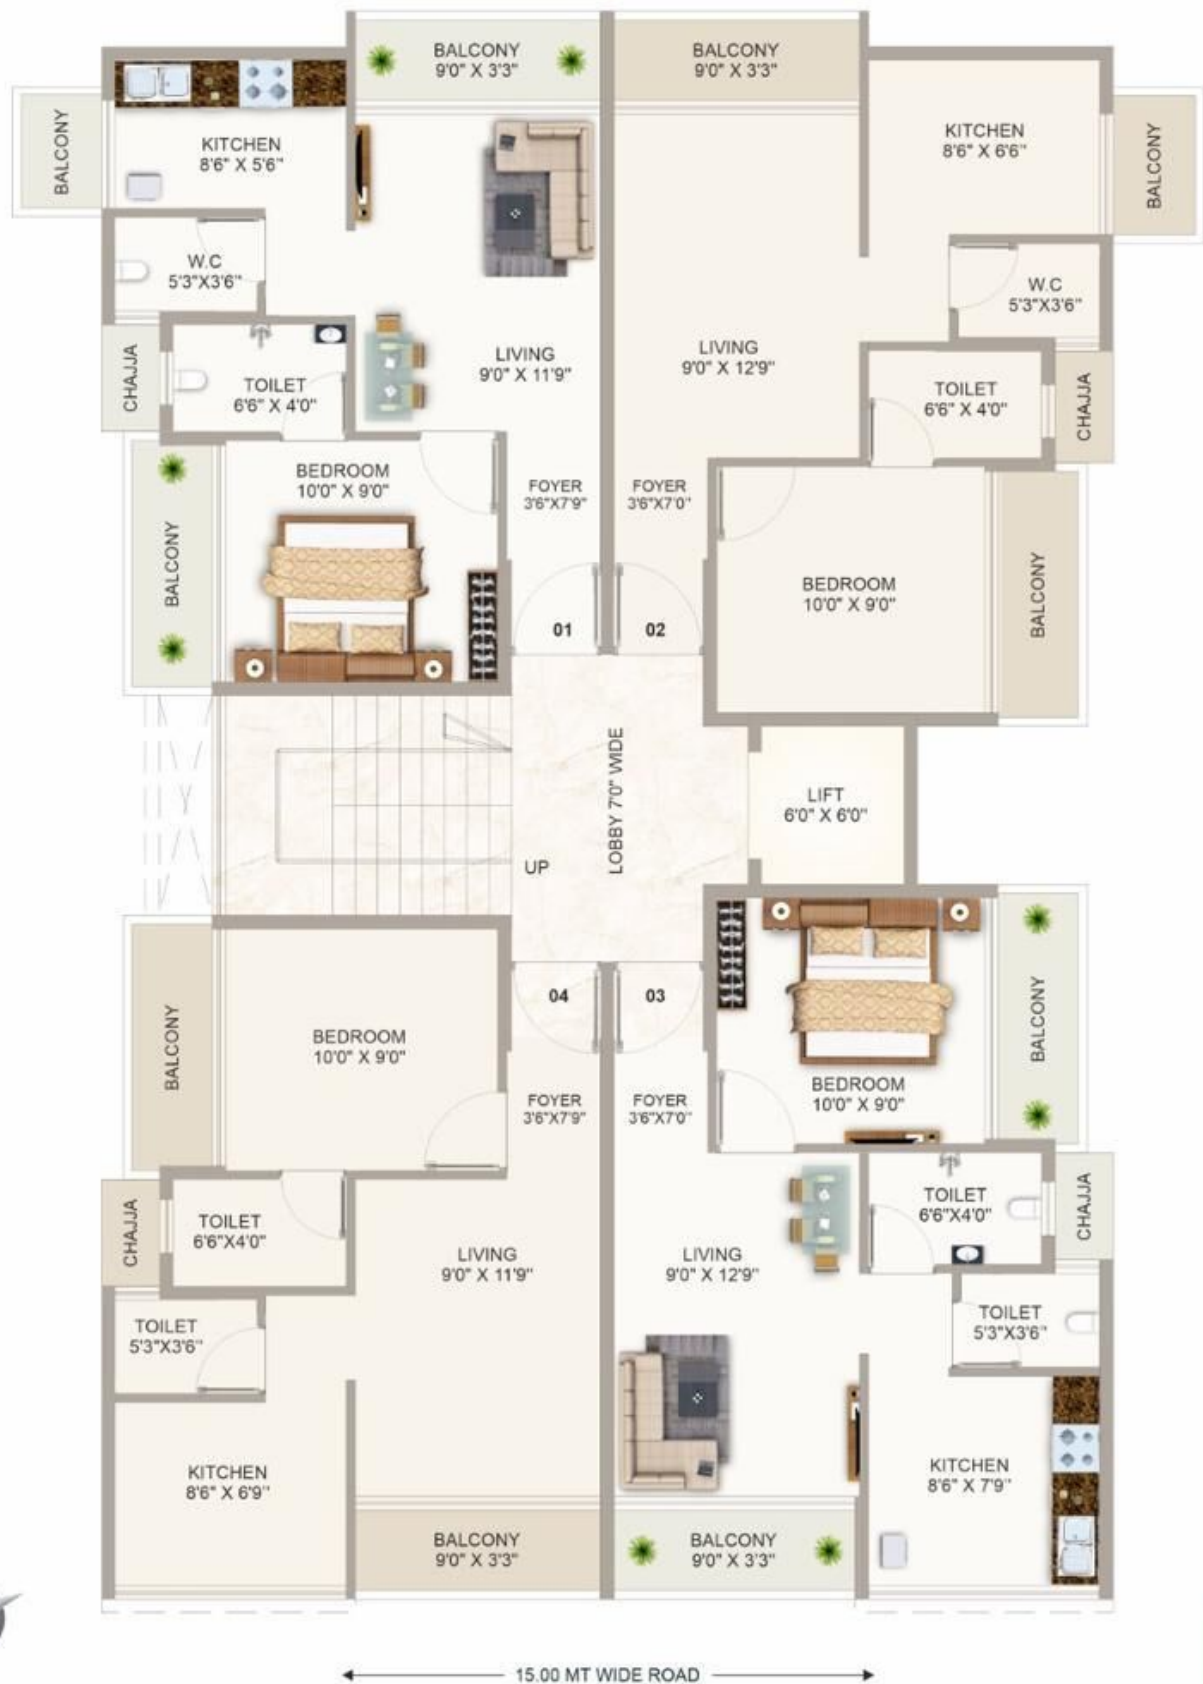 BALCONY
9'0" X 3'3"
BALCONY
9'0" X 3'3"
BALCONY
KITCHEN
8'6" X 5'6"
KITCHEN
8'6" X 6'6"
BALCONY
W.C
5'3"X3'6"
W.C
5'3"X3'6"
CHAJJA
TOILET
6'6" X 4'0"
LIVING
9'0" X 11'9"
LIVING
9'0" X 12'9"
TOILET
6'6" X 4'0"
CHAJJA
BALCONY
BEDROOM
10'0" X 9'0"
FOYER
3'6"X7'9"
FOYER
3'6"X7'0"
BEDROOM
10'0" X 9'0"
BALCONY
01
02
LOBBY 7'0" WIDE
UP
LIFT
6'0" X 6'0"
BALCONY
BEDROOM
10'0" X 9'0"
04
03
BALCONY
FOYER
3'6"X7'9"
FOYER
3'6"X7'0"
BEDROOM
10'0" X 9'0"
CHAJJA
TOILET
6'6"X4'0"
LIVING
9'0" X 11'9"
LIVING
9'0" X 12'9"
TOILET
6'6"X4'0"
CHAJJA
TOILET
5'3"X3'6"
TOILET
5'3"X3'6"
KITCHEN
8'6" X 6'9"
KITCHEN
8'6" X 7'9"
BALCONY
9'0" X 3'3"
BALCONY
9'0" X 3'3"
15.00 MT WIDE ROAD